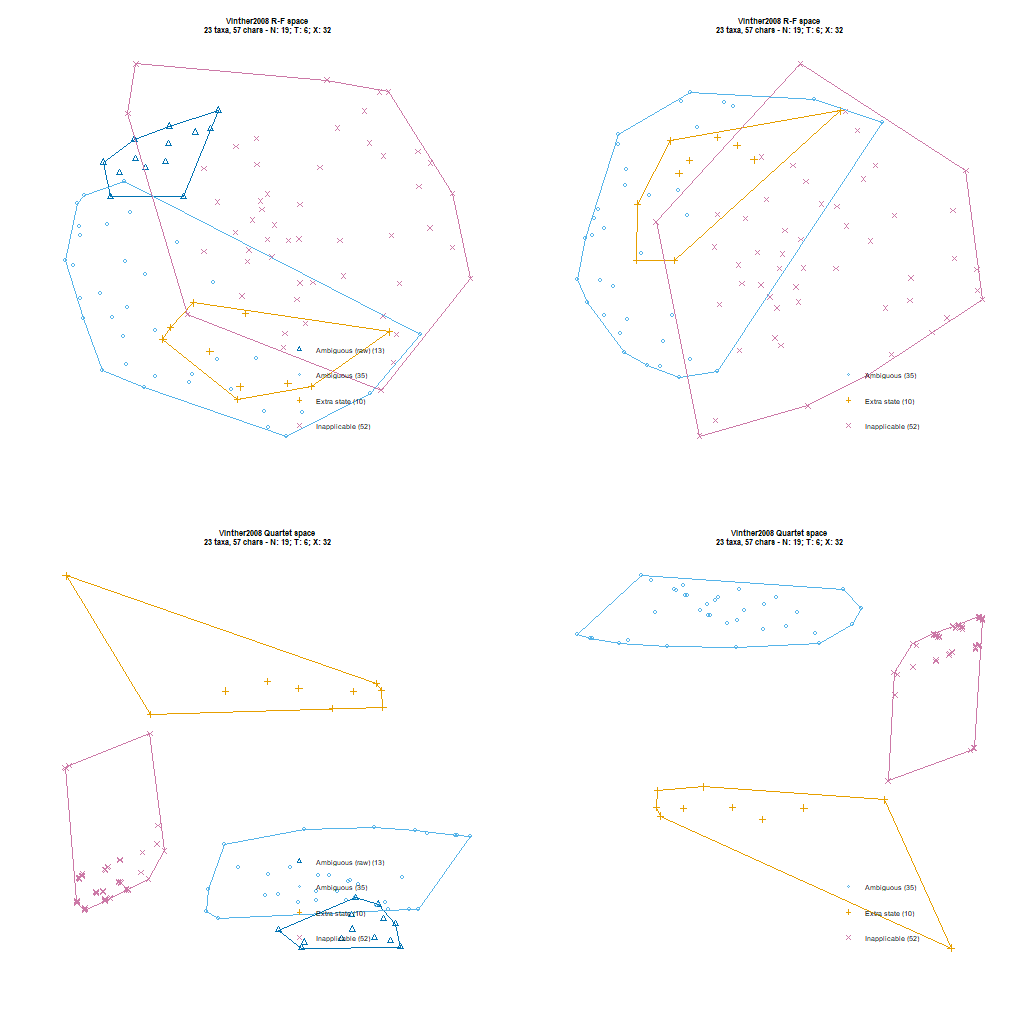 Vinther2008 R-F space
23 taxa, 57 chars - N: 19; T: 6; X: 32
Ambiguous (raw) (13)
Ambiguous (35)
Extra state (10)
Inapplicable (52)
Vinther2008 R-F space
23 taxa, 57 chars - N: 19; T: 6; X: 32
Ambiguous (35)
Extra state (10)
Inapplicable (52)
Vinther2008 Quartet space
23 taxa, 57 chars - N: 19; T: 6; X: 32
Ambiguous (raw) (13)
Ambiguous (35)
Extra state (10)
Inapplicable (52)
Vinther2008 Quartet space
23 taxa, 57 chars - N: 19; T: 6; X: 32
Ambiguous (35)
Extra state (10)
Inapplicable (52)